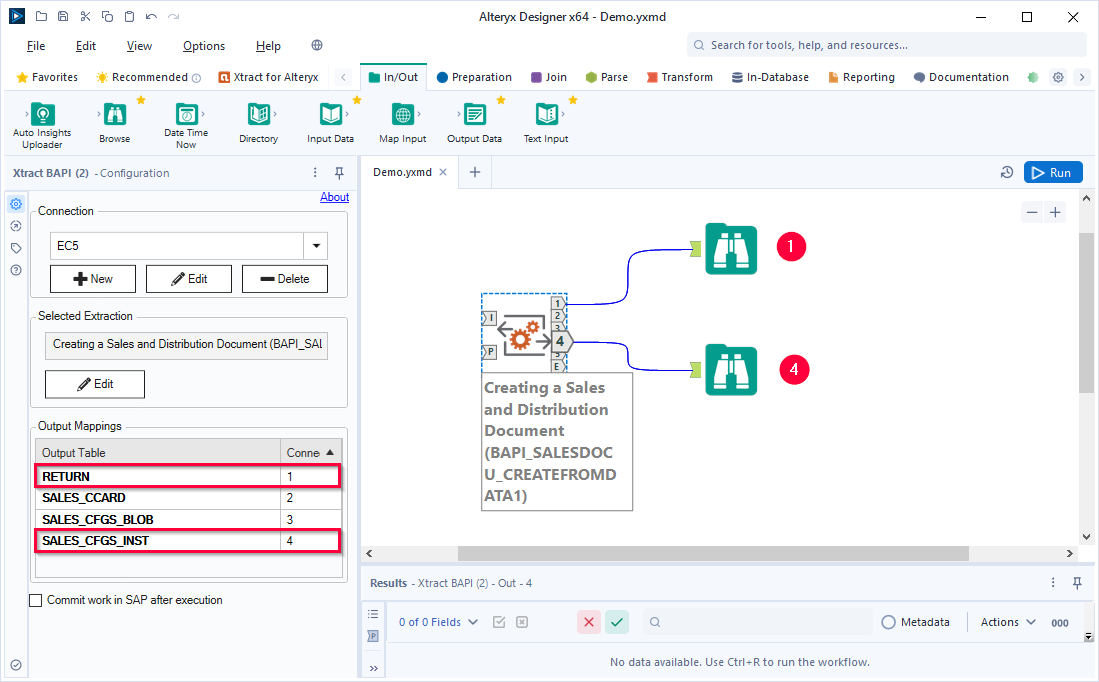 Alteryx Designer x64 - Demo.yxmd
File Edit View Options Help
Search for tools, help, and resources...
Favorites Recommended Xtract for Alteryx In/Out Preparation Join Parse Transform In-Database Reporting Documentation
Auto Insights
Uploader
Browse
Date Time
Now
Directory
Input Data
Map Input
Output Data
Text Input
Xtract BAPI (2) - Configuration
About
Connection
EC5
New Edit Delete
Selected Extraction
Creating a Sales and Distribution Document (BAPI_SAL
Edit
Output Mappings
Output Table Conne
RETURN 1
SALES_CCARD 2
SALES_CFGS_BLOB 3
SALES_CFGS_INST 4
Commit work in SAP after execution
Demo.yxmd
Run
1
I
P
1
2
3
4
5
E
4
Creating a Sales
and Distribution
Document
(BAPI_SALESDOC
U_CREATEFROMD
ATA1)
Results - Xtract BAPI (2) - Out - 4
P
0 of 0 Fields Metadata Actions 000
No data available. Use Ctrl+R to run the workflow.